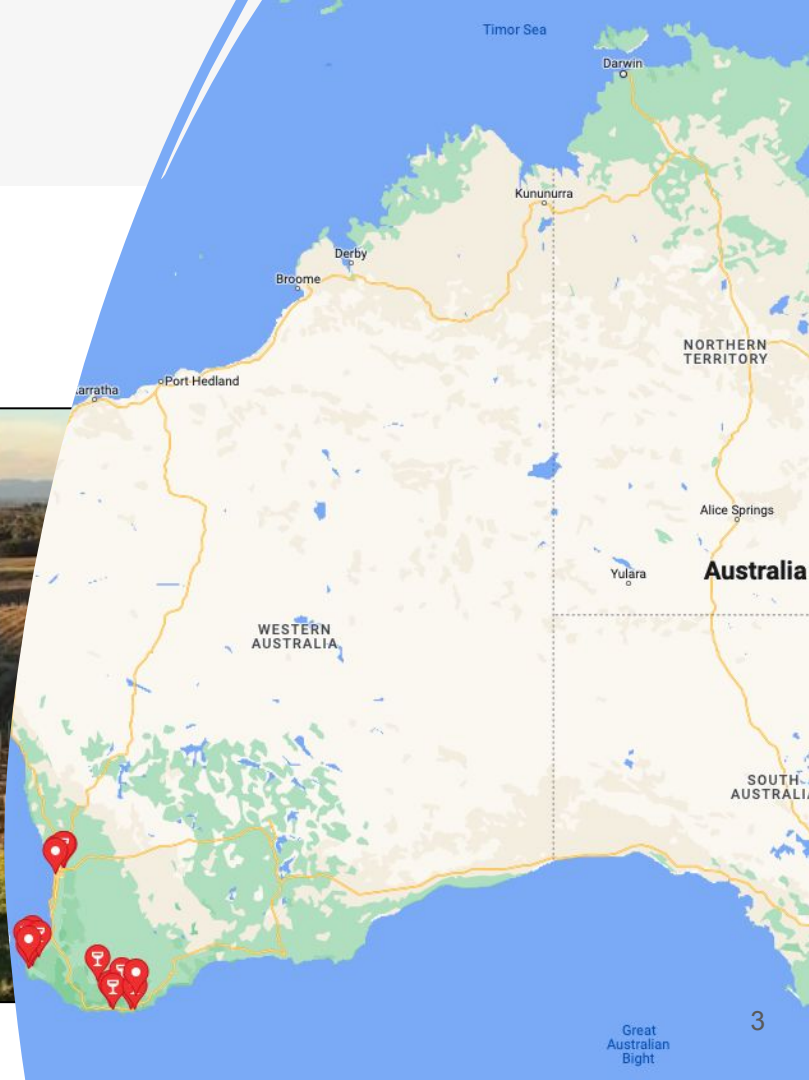 Timor Sea
Darwin
Kununurra
Derby
Broome
NORTHERN
TERRITORY
Port Hedland
arratha
Alice Springs
Australia
Yulara
WESTERN
AUSTRALIA
SOUTH
AUSTRALIA
3
Great
Australian
Bight